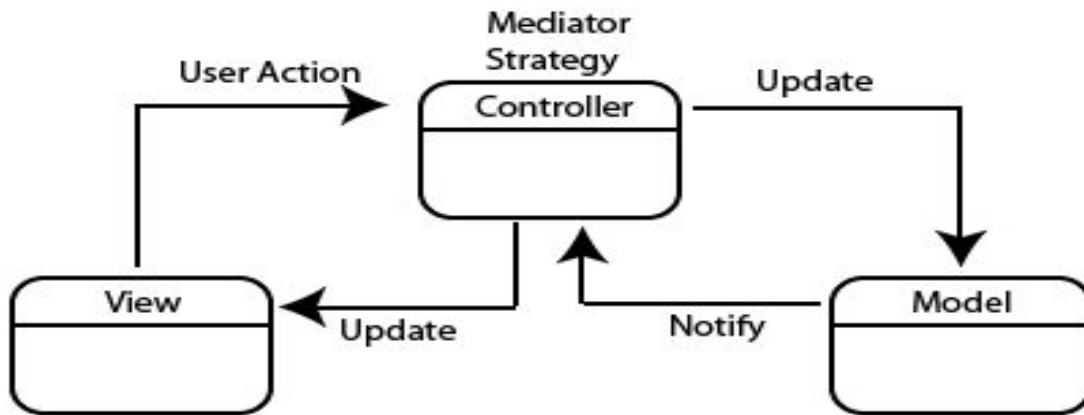 Mediator
Strategy
User Action
Update
Controller
View
Update
Notify
Model